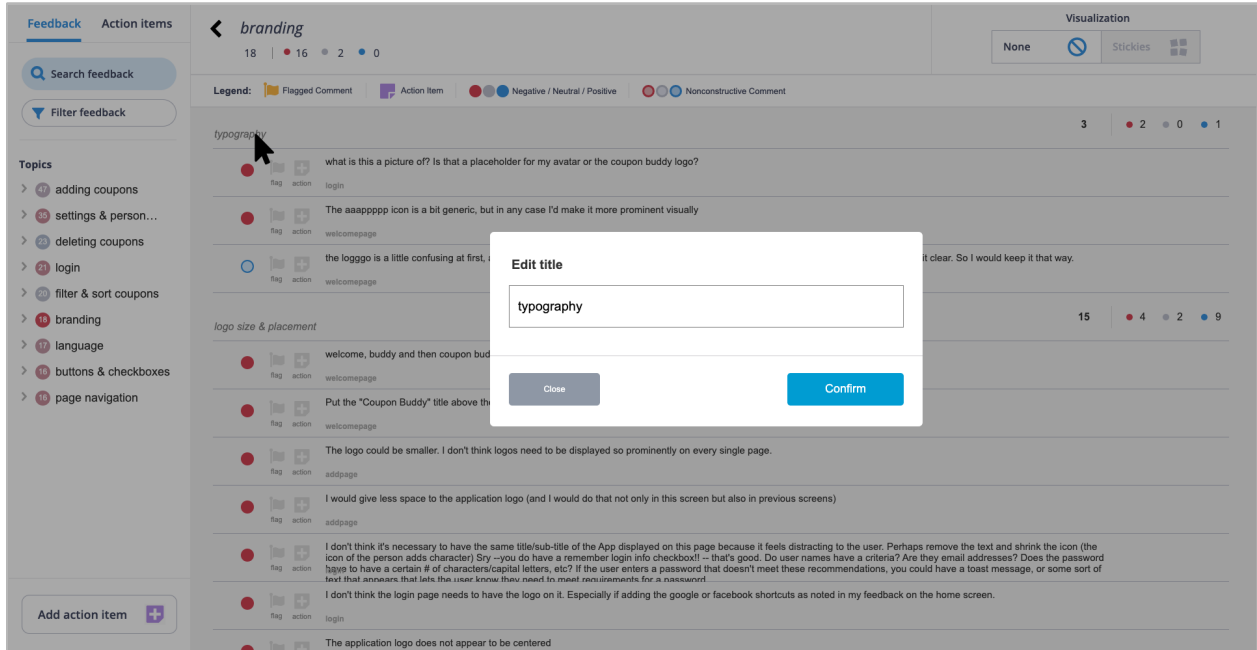 Feedback Action items
Search feedback
Filter feedback
Topics
47 adding coupons
35 settings & person...
23 deleting coupons
21 login
20 filter & sort coupons
18 branding
17 language
16 buttons & checkboxes
16 page navigation
Add action item
branding
18 16 2 0
Visualization
None Stickies
Legend: Flagged Comment Action Item Negative / Neutral / Positive Nonconstructive Comment
typography 3 2 0 1
what is this a picture of? Is that a placeholder for my avatar or the coupon buddy logo?
flag action login
The aaappppp icon is a bit generic, but in any case I'd make it more prominent visually
flag action welcomepage
the logggo is a little confusing at first, it clear. So I would keep it that way.
flag action welcomepage
logo size & placement 15 4 2 9
welcome, buddy and then coupon bud
flag action welcomepage
Put the "Coupon Buddy" title above the
flag action welcomepage
The logo could be smaller. I don't think logos need to be displayed so prominently on every single page.
flag action addpage
I would give less space to the application logo (and I would do that not only in this screen but also in previous screens)
flag action addpage
I don't think it's necessary to have the same title/sub-title of the App displayed on this page because it feels distracting to the user. Perhaps remove the text and shrink the icon (the
icon of the person adds character) Sry --you do have a remember login info checkbox!! -- that's good. Do user names have a criteria? Are they email addresses? Does the password
have to have a certain # of characters/capital letters, etc? If the user enters a password that doesn't meet these recommendations, you could have a toast message, or some sort of
text that appears that lets the user know they need to meet requirements for a password
flag action
I don't think the login page needs to have the logo on it. Especially if adding the google or facebook shortcuts as noted in my feedback on the home screen.
flag action login
The application logo does not appear to be centered
Edit title
typography
Close Confirm